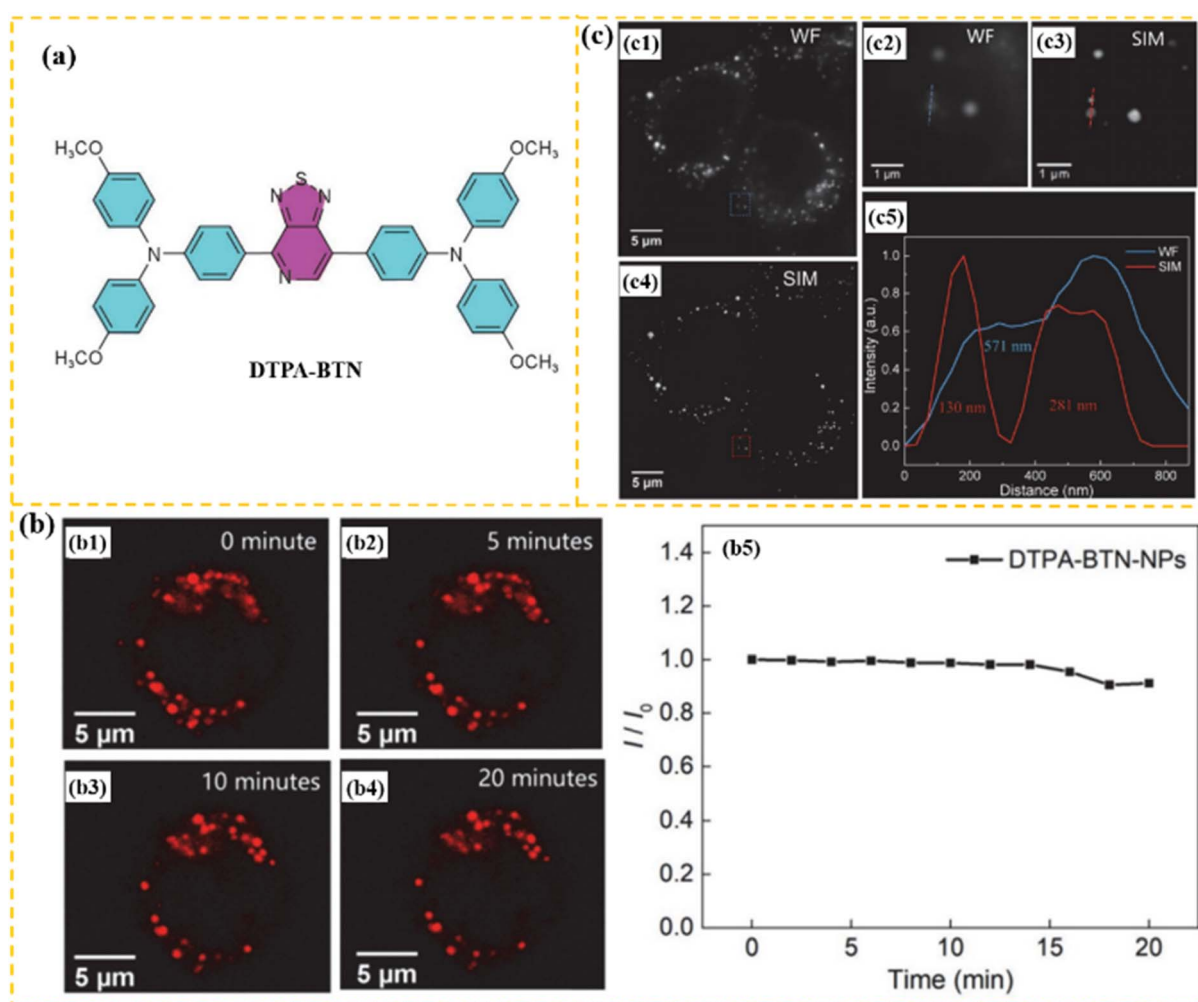 (a)
H₃CO
OCH₃
S
N
N
N
N
N
H₃CO
OCH₃
DTPA-BTN
(c)
(c1)
WF
5 μm
(c2)
WF
1 μm
(c3)
SIM
1 μm
(c4)
SIM
5 μm
(c5)
WF
SIM
Intensity (a.u.)
1.0
0.8
0.6
0.4
0.2
0.0
571 nm
130 nm
281 nm
0 200 400 600 800
Distance (nm)
(b)
(b1)
0 minute
5 μm
(b2)
5 minutes
5 μm
(b3)
10 minutes
5 μm
(b4)
20 minutes
5 μm
(b5)
DTPA-BTN-NPs
I / I₀
1.4
1.2
1.0
0.8
0.6
0.4
0.2
0.0
0 5 10 15 20
Time (min)